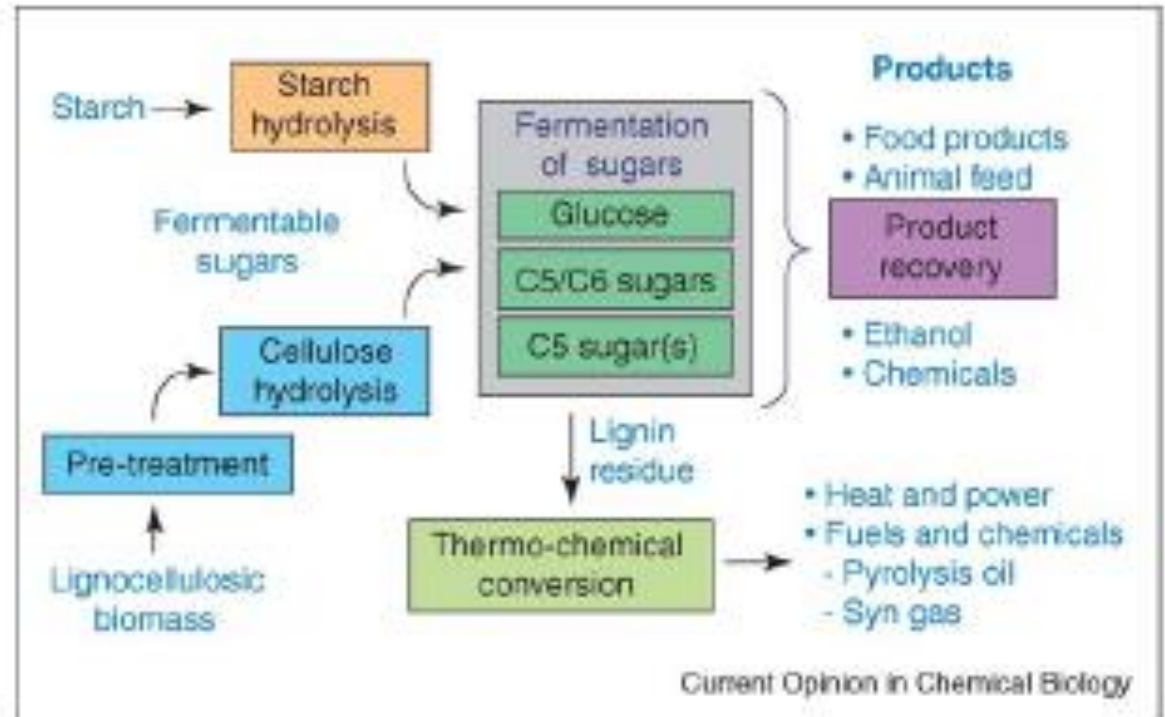 Starch
Starch
hydrolysis
Fermentable
sugars
Cellulose
hydrolysis
Pre-treatment
Lignocellulosic
biomass
Fermentation
of sugars
Glucose
C5/C6 sugars
C5 sugar(s)
Lignin
residue
Thermo-chemical
conversion
Products
• Food products
• Animal feed
Product
recovery
• Ethanol
• Chemicals
• Heat and power
• Fuels and chemicals
- Pyrolysis oil
- Syn gas
Current Opinion in Chemical Biology